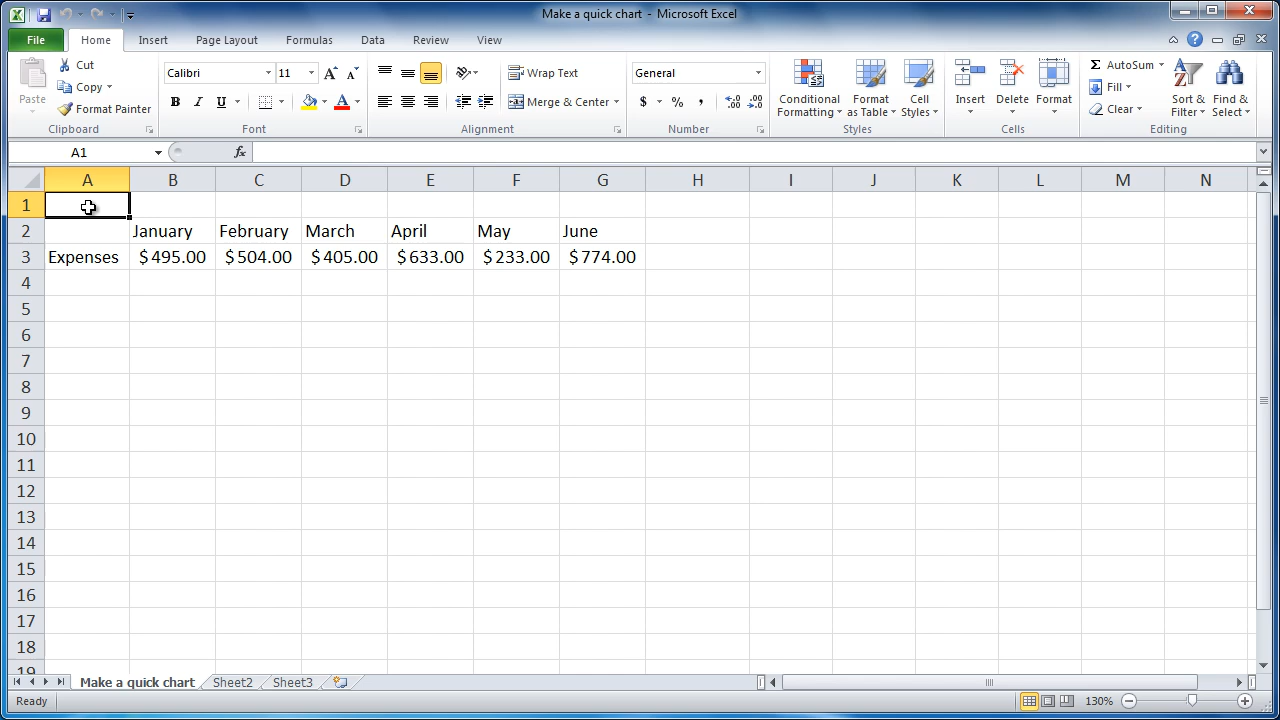 Make a quick chart - Microsoft Excel
File Home Insert Page Layout Formulas Data Review View
Paste
Cut
Copy
Format Painter
Clipboard
Calibri 11
B I U A
Font
Wrap Text
Merge & Center
Alignment
General
$ % ,
Number
Conditional Formatting
Format as Table
Cell Styles
Styles
Insert Delete Format
Cells
Σ AutoSum
Fill
Clear
Sort & Filter
Find & Select
Editing
A1 fx
A B C D E F G H I J K L M N
1
2 January February March April May June
3 Expenses $495.00 $504.00 $405.00 $633.00 $233.00 $774.00
4
5
6
7
8
9
10
11
12
13
14
15
16
17
18
19
Make a quick chart Sheet2 Sheet3
Ready 130%